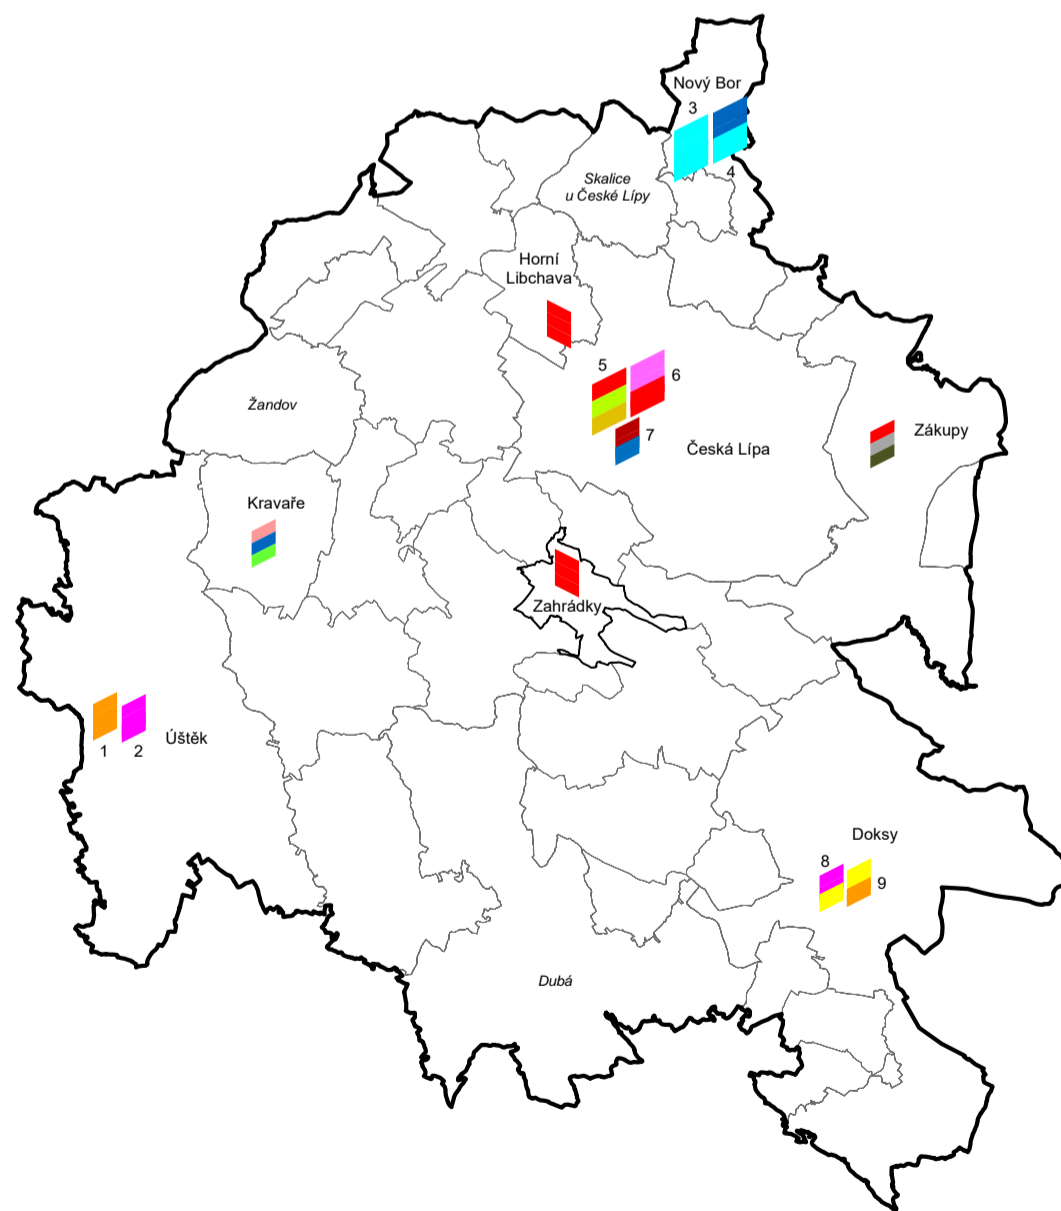 Nový Bor
3
4
Skalice
u České Lípy
Horní
Libchava
5
6
7
Žandov
Zákupy
Česká Lípa
Kravaře
Zahrádky
Úštěk
1
2
Doksy
8
9
Dubá